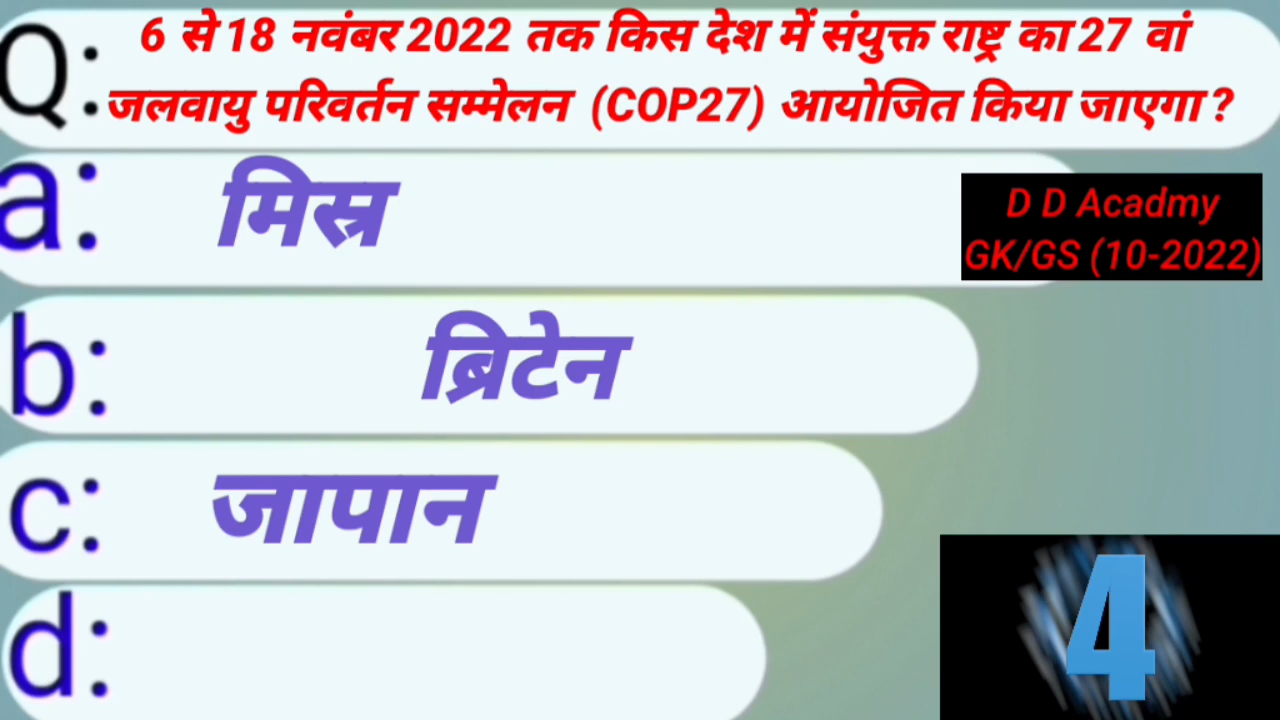 Q: 6 से 18 नवंबर 2022 तक किस देश में संयुक्त राष्ट्र का 27 वां
जलवायु परिवर्तन सम्मेलन (COP27) आयोजित किया जाएगा ?
a: मिस्र
D D Acadmy
GK/GS (10-2022)
b: ब्रिटेन
c: जापान
d:
4